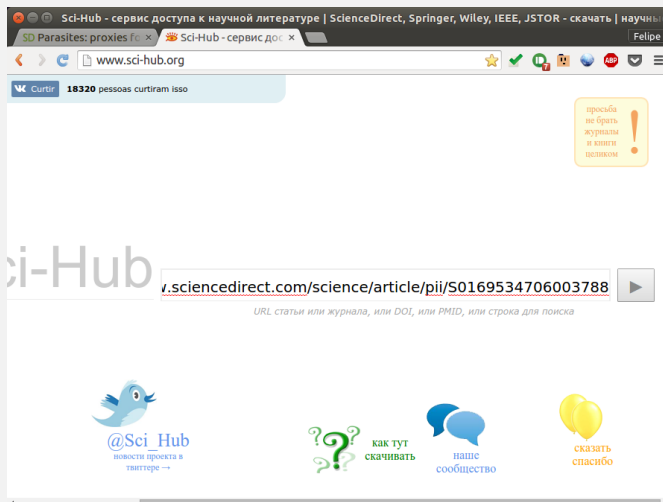 Sci-Hub - сервис доступа к научной литературе | ScienceDirect, Springer, Wiley, IEEE, JSTOR - скачать | научны
SD Parasites: proxies fo
Sci-Hub - сервис дос
Felipe
www.sci-hub.org
Curtir 18320 pessoas curtiram isso
просьба
не брать
журналы
и книги
целиком
!
ci-Hub
w.sciencedirect.com/science/article/pii/S0169534706003788
URL статьи или журнала, или DOI, или PMID, или строка для поиска
@Sci_Hub
новости проекта в
твиттере →
как тут
скачивать
наше
сообщество
сказать
спасибо